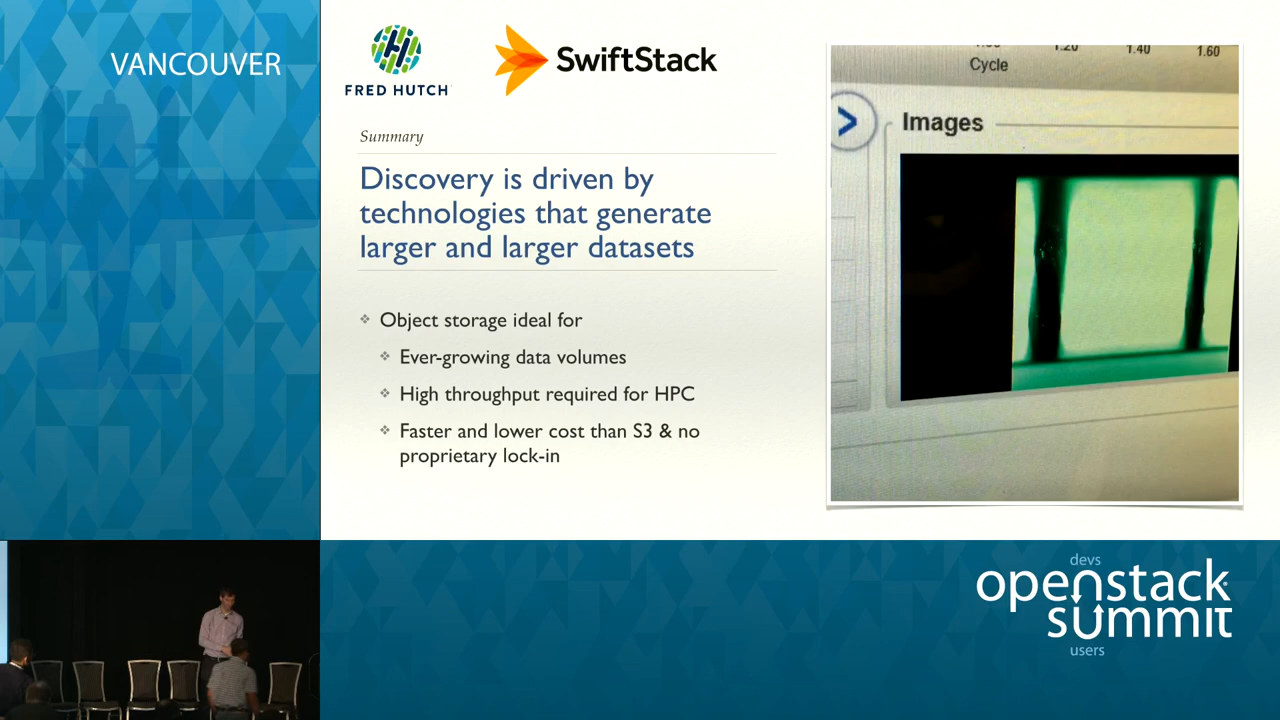 VANCOUVER
FRED HUTCH
SwiftStack
Summary
Discovery is driven by
technologies that generate
larger and larger datasets
Object storage ideal for
Ever-growing data volumes
High throughput required for HPC
Faster and lower cost than S3 & no
proprietary lock-in
1.20
1.40
1.60
Cycle
Images
devs
openstack
summit
users